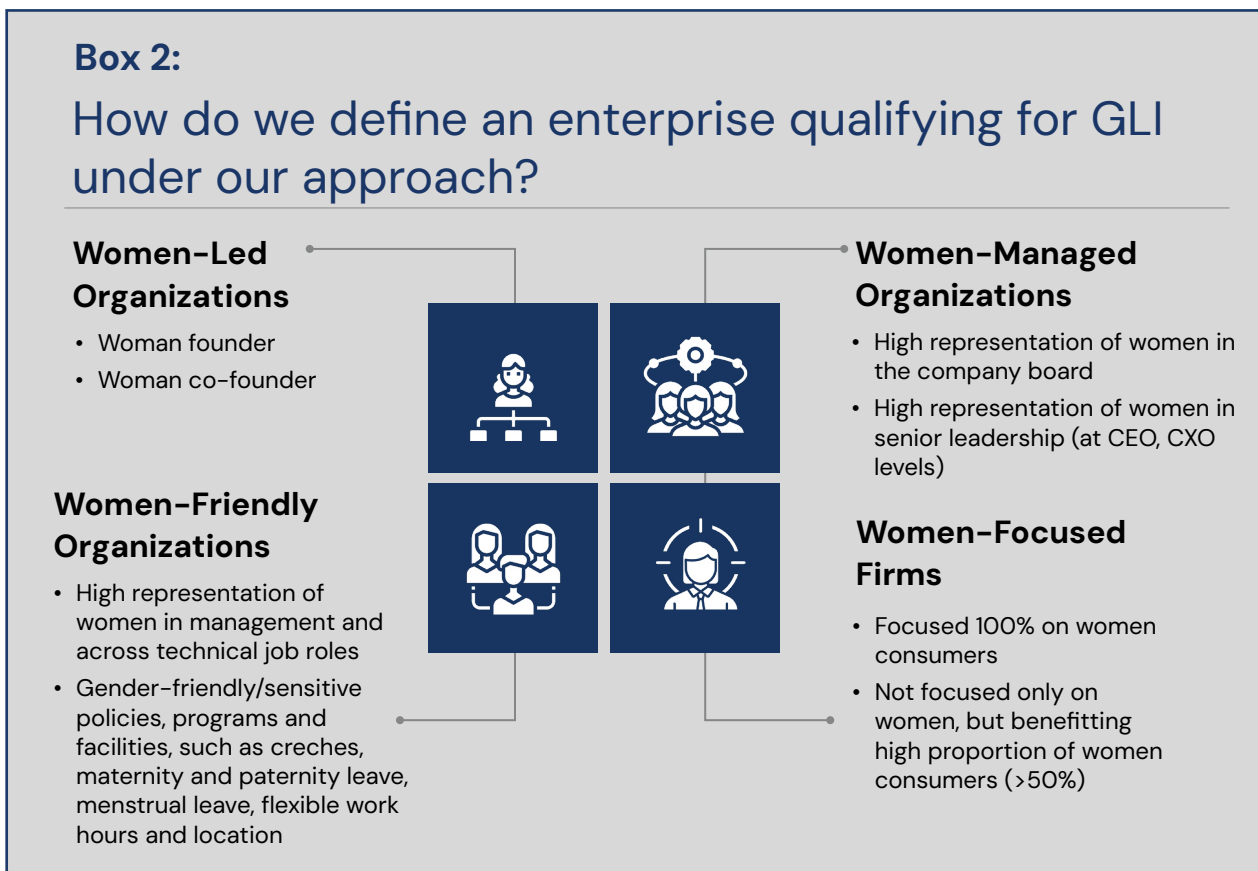 Box 2:
How do we define an enterprise qualifying for GLI
under our approach?
Women-Led
Organizations
• Woman founder
• Woman co-founder
Women-Managed
Organizations
• High representation of women in
the company board
• High representation of women in
senior leadership (at CEO, CXO
levels)
Women-Friendly
Organizations
• High representation of
women in management and
across technical job roles
• Gender-friendly/sensitive
policies, programs and
facilities, such as creches,
maternity and paternity leave,
menstrual leave, flexible work
hours and location
Women-Focused
Firms
• Focused 100% on women
consumers
• Not focused only on
women, but benefitting
high proportion of women
consumers (>50%)